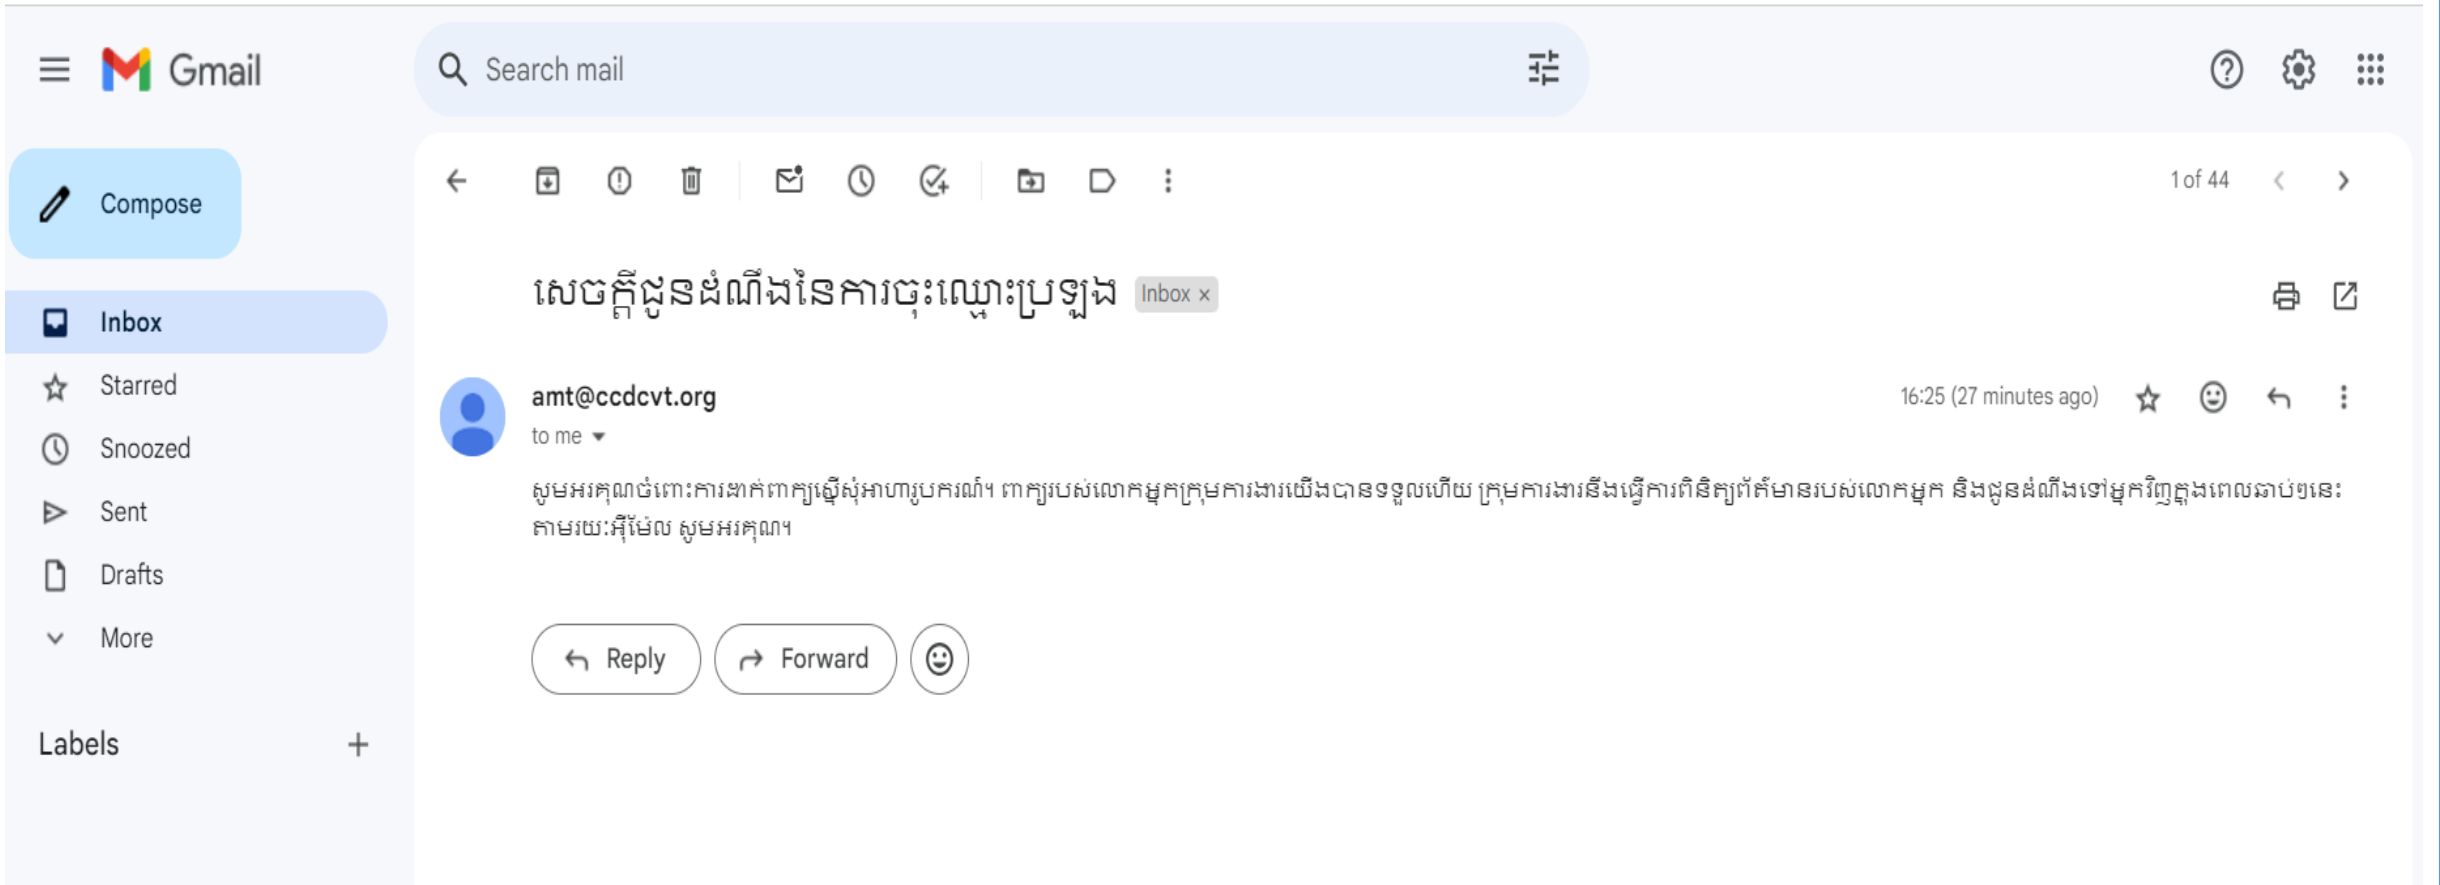 Gmail
Search mail
Compose
1 of 44
សេចក្តីជូនដំណឹងនៃការចុះឈ្មោះប្រឡង Inbox ×
Inbox
Starred
amt@ccdcvt.org
16:25 (27 minutes ago)
to me
Snoozed
សូមអរគុណចំពោះការដាក់ពាក្យស្នើសុំអាហារូបករណ៍។ ពាក្យរបស់លោកអ្នកក្រុមការងារយើងបានទទួលហើយ ក្រុមការងារនឹងធ្វើការពិនិត្យព័ត៌មានរបស់លោកអ្នក និងជូនដំណឹងទៅអ្នកវិញក្នុងពេលឆាប់ៗនេះ
តាមរយ:អ៊ីម៉ែល សូមអរគុណ។
Sent
Drafts
More
Reply
Forward
Labels